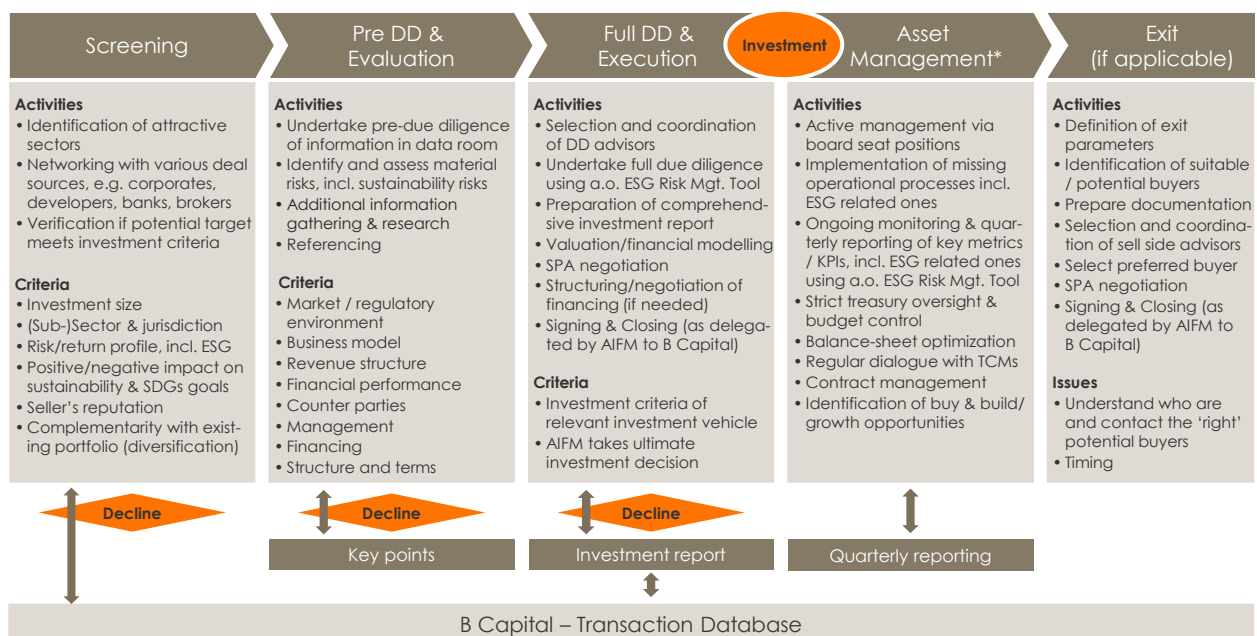 Screening
Pre DD &
Evaluation
Full DD &
Execution
Investment
Asset
Management*
Exit
(if applicable)
Activities
• Identification of attractive
sectors
• Networking with various deal
sources, e.g. corporates,
developers, banks, brokers
• Verification if potential target
meets investment criteria
Criteria
• Investment size
• (Sub-)Sector & jurisdiction
• Risk/return profile, incl. ESG
• Positive/negative impact on
sustainability & SDGs goals
• Seller's reputation
• Complementarity with exist-
ing portfolio (diversification)
Activities
• Undertake pre-due diligence
of information in data room
• Identify and assess material
risks, incl. sustainability risks
• Additional information
gathering & research
• Referencing
Criteria
• Market / regulatory
environment
• Business model
• Revenue structure
• Financial performance
• Counter parties
• Management
• Financing
• Structure and terms
Activities
• Selection and coordination
of DD advisors
• Undertake full due diligence
using a.o. ESG Risk Mgt. Tool
• Preparation of comprehend-
sive investment report
• Valuation/financial modelling
• SPA negotiation
• Structuring/negotiation of
financing (if needed)
• Signing & Closing (as delega-
ted by AIFM to B Capital)
Criteria
• Investment criteria of
relevant investment vehicle
• AIFM takes ultimate
investment decision
Activities
• Active management via
board seat positions
• Implementation of missing
operational processes incl.
ESG related ones
• Ongoing monitoring & quar-
terly reporting of key metrics
/ KPIs, incl. ESG related ones
using a.o. ESG Risk Mgt. Tool
• Strict treasury oversight &
budget control
• Balance-sheet optimization
• Regular dialogue with TCMs
• Contract management
• Identification of buy & build/
growth opportunities
Activities
• Definition of exit
parameters
• Identification of suitable
/ potential buyers
• Prepare documentation
• Selection and coordina-
tion of sell side advisors
• Select preferred buyer
• SPA negotiation
• Signing & Closing (as
delegated by AIFM to
B Capital)
Issues
• Understand who are
and contact the 'right'
potential buyers
• Timing
Decline
Decline
Decline
Key points
Investment report
Quarterly reporting
B Capital – Transaction Database